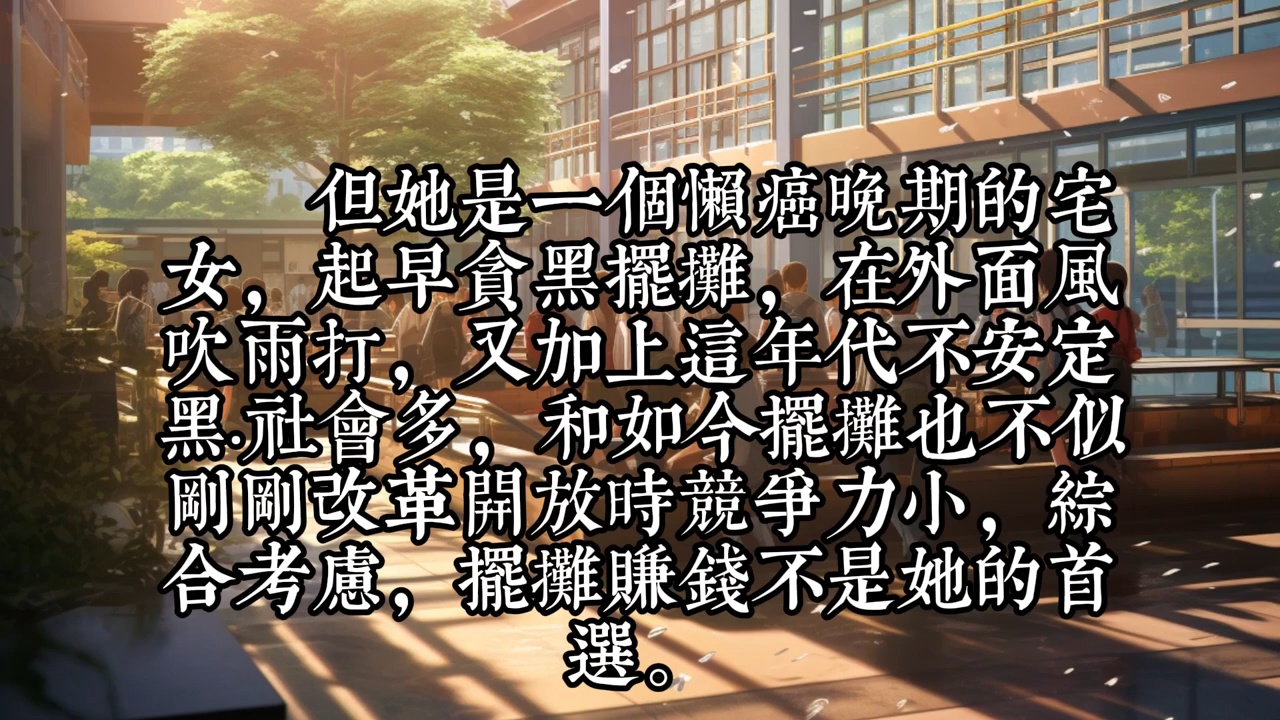 但她是一個懶癌晚期的宅
女，起早貪黑擺攤，在外面風
吹雨打，又加上這年代不安定
黑·社會多，和如今擺攤也不似
剛剛改革開放時競爭力小，綜
合考慮，擺攤賺錢不是她的首
選。